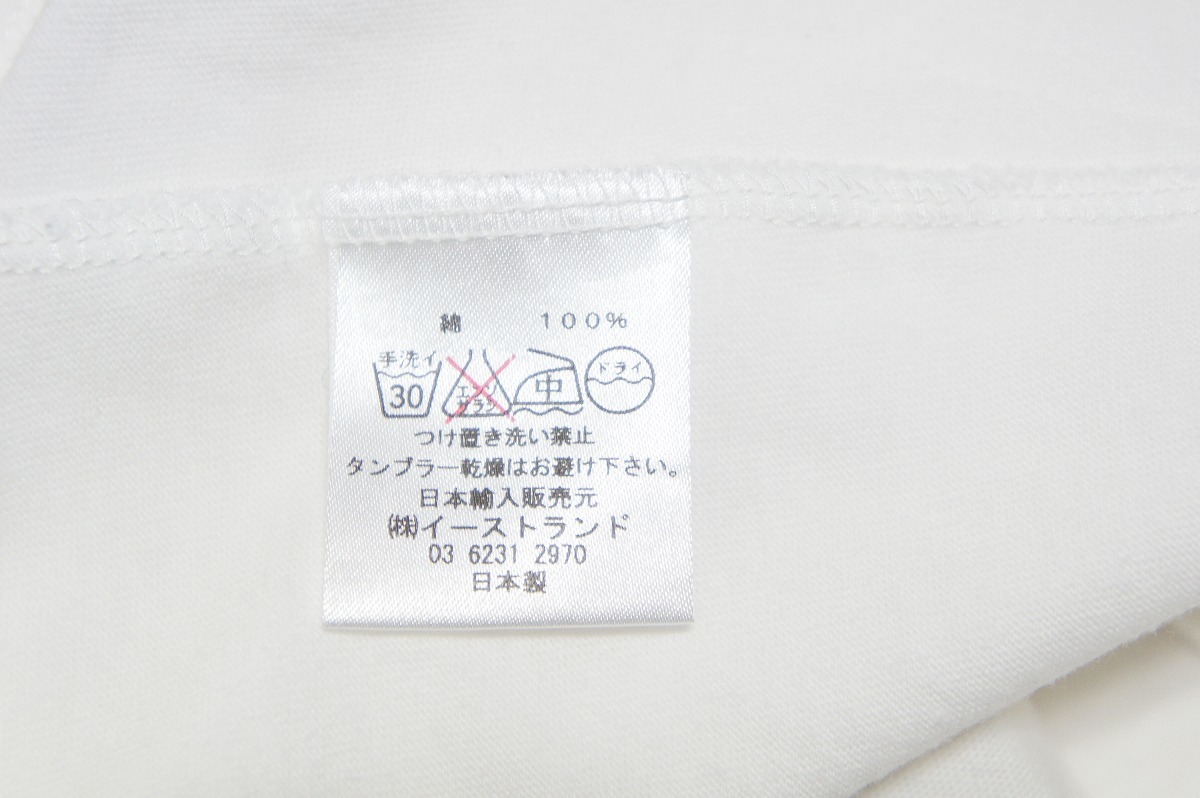 綿 100%
手洗イ 30 エンソ サラシ 中 ドライ
つけ置き洗い禁止
タンブラー乾燥はお避け下さい。
日本輸入販売元
(株)イーストランド
03 6231 2970
日本製